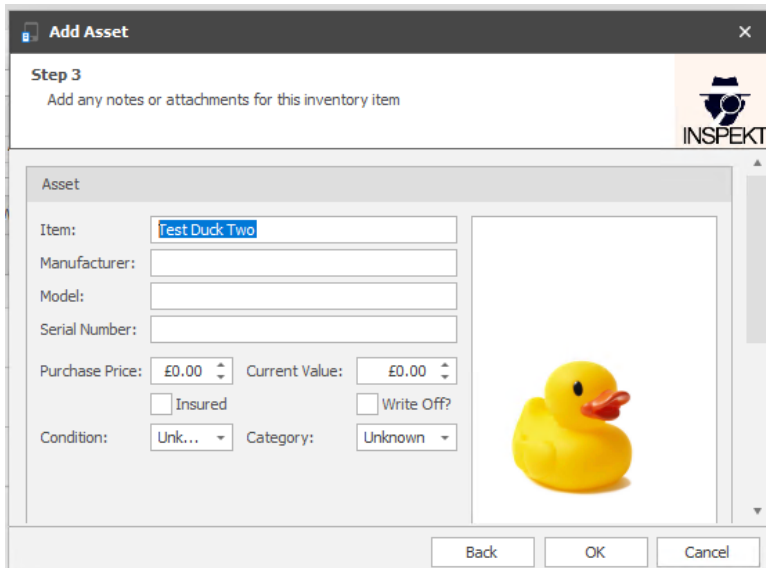 Add Asset
Step 3
Add any notes or attachments for this inventory item
INSPEKT
Asset
Item: Test Duck Two
Manufacturer:
Model:
Serial Number:
Purchase Price: £0.00 Current Value: £0.00
Insured Write Off?
Condition: Unk... Category: Unknown
Back OK Cancel